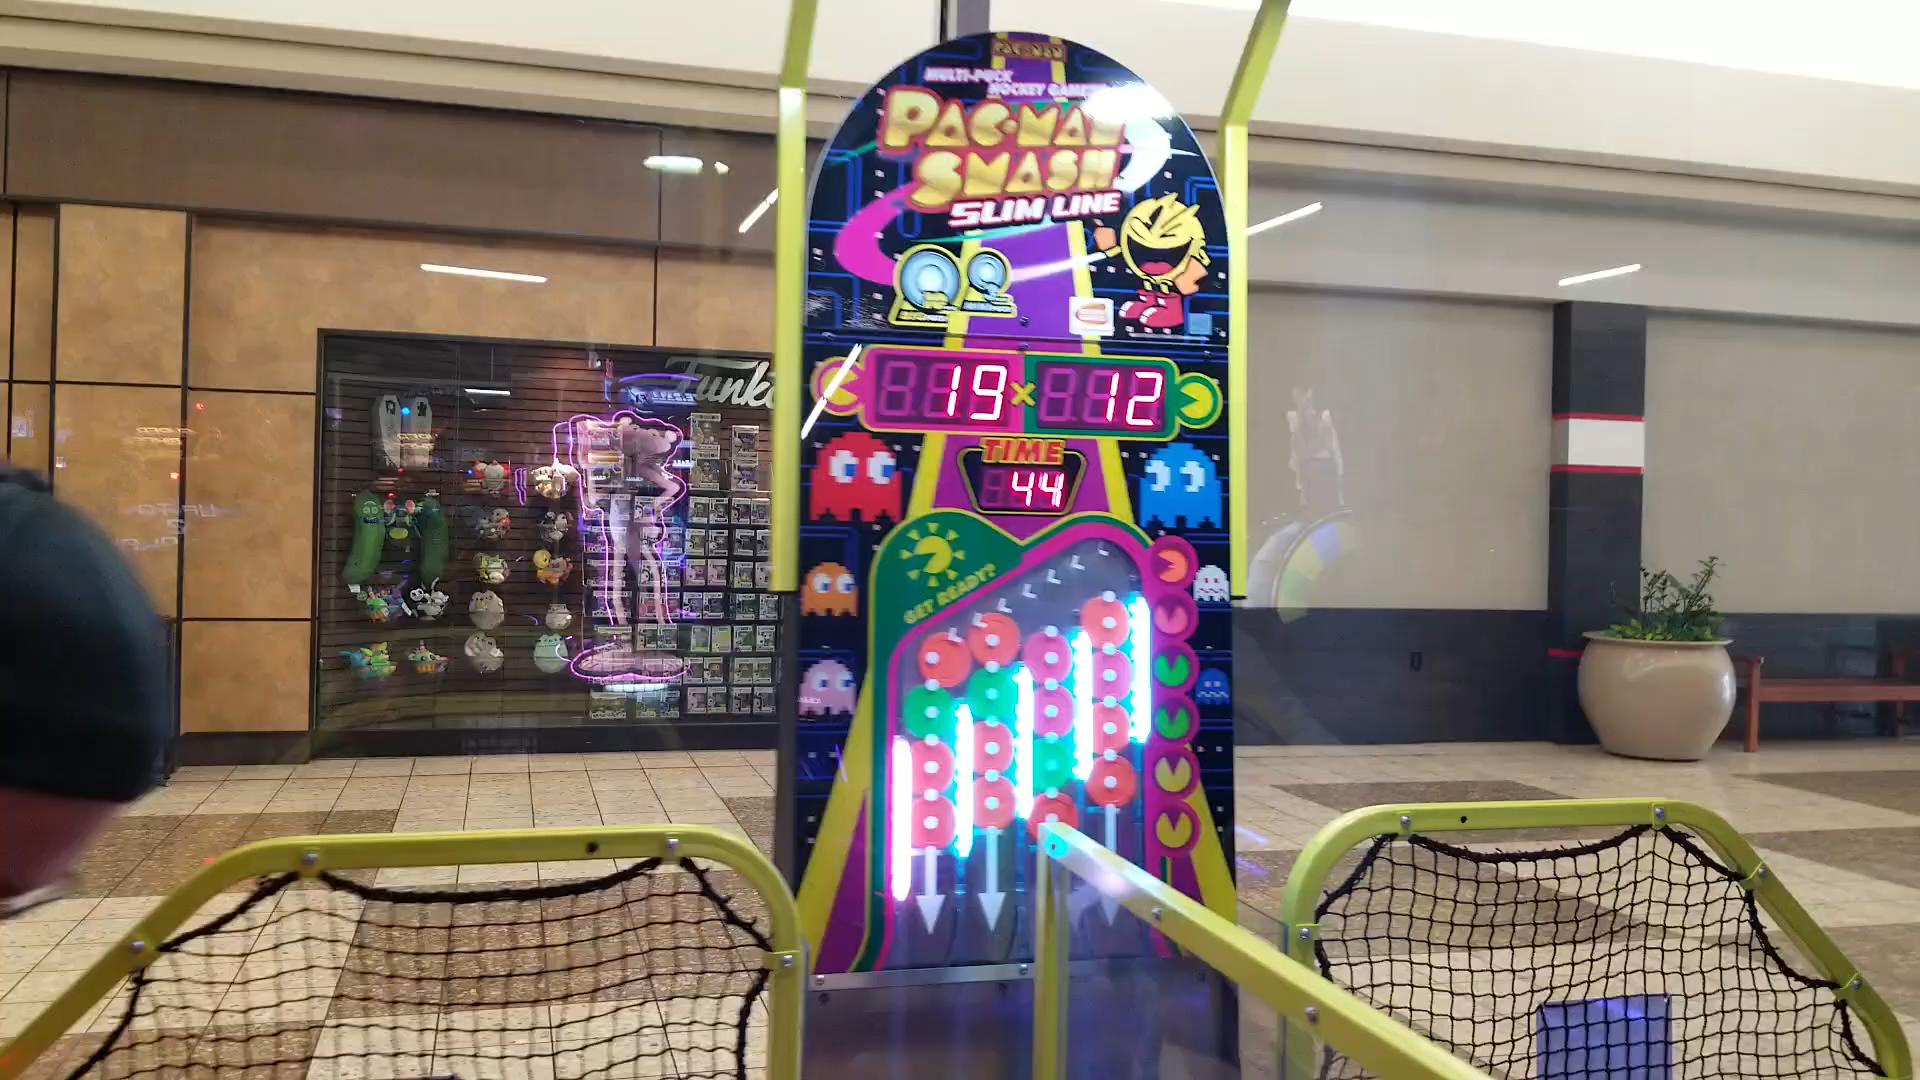 PAC-MAN
MULTI-PUCK
HOCKEY GAME
PAC-MAN
SMASH
SLIM LINE
Funko
19 12
TIME
44
GET READY?